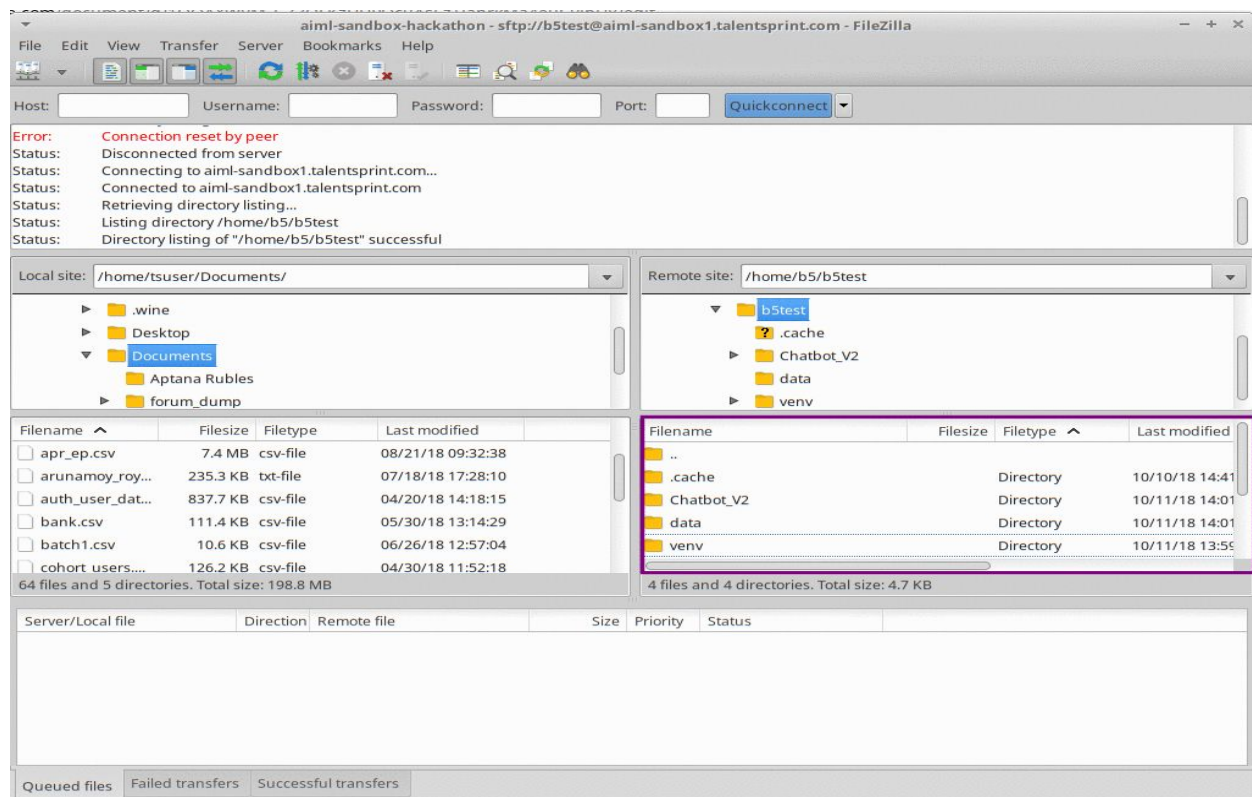 aiml-sandbox-hackathon - sftp://b5test@aiml-sandbox1.talentsprint.com - FileZilla
File Edit View Transfer Server Bookmarks Help
Host: Username: Password: Port: Quickconnect
Error: Connection reset by peer
Status: Disconnected from server
Status: Connecting to aiml-sandbox1.talentsprint.com...
Status: Connected to aiml-sandbox1.talentsprint.com
Status: Retrieving directory listing...
Status: Listing directory /home/b5/b5test
Status: Directory listing of "/home/b5/b5test" successful
Local site: /home/tsuser/Documents/
.wine
Desktop
Documents
Aptana Rubles
forum_dump
Remote site: /home/b5/b5test
b5test
? .cache
Chatbot_V2
data
venv
Filename Filesize Filetype Last modified
apr_ep.csv 7.4 MB csv-file 08/21/18 09:32:38
arunamoy_roy... 235.3 KB txt-file 07/18/18 17:28:10
auth_user_dat... 837.7 KB csv-file 04/20/18 14:18:15
bank.csv 111.4 KB csv-file 05/30/18 13:14:29
batch1.csv 10.6 KB csv-file 06/26/18 12:57:04
cohort_users.... 126.2 KB csv-file 04/30/18 11:52:18
64 files and 5 directories. Total size: 198.8 MB
Filename Filesize Filetype Last modified
..
.cache Directory 10/10/18 14:41
Chatbot_V2 Directory 10/11/18 14:01
data Directory 10/11/18 14:01
venv Directory 10/11/18 13:59
4 files and 4 directories. Total size: 4.7 KB
Server/Local file Direction Remote file Size Priority Status
Queued files Failed transfers Successful transfers